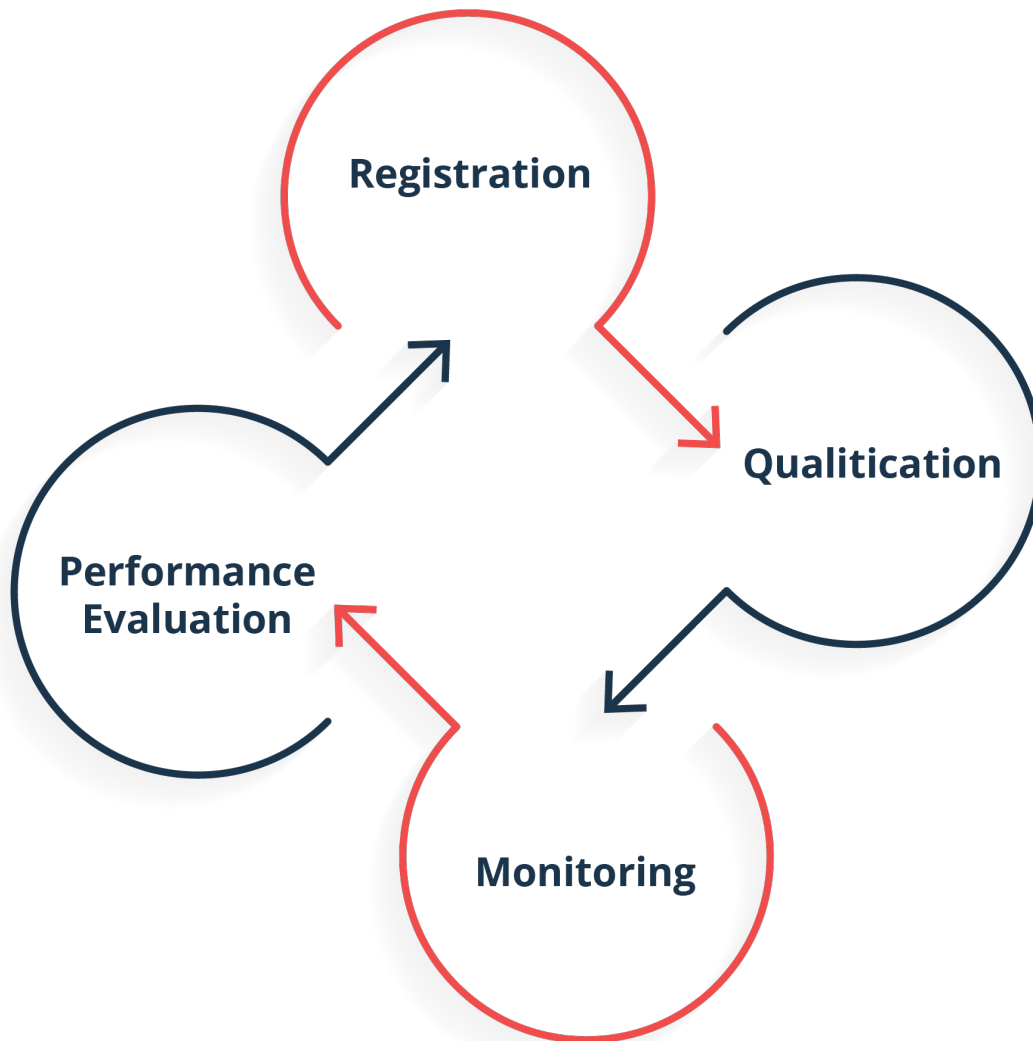 Registration
Qualitication
Performance
Evaluation
Monitoring